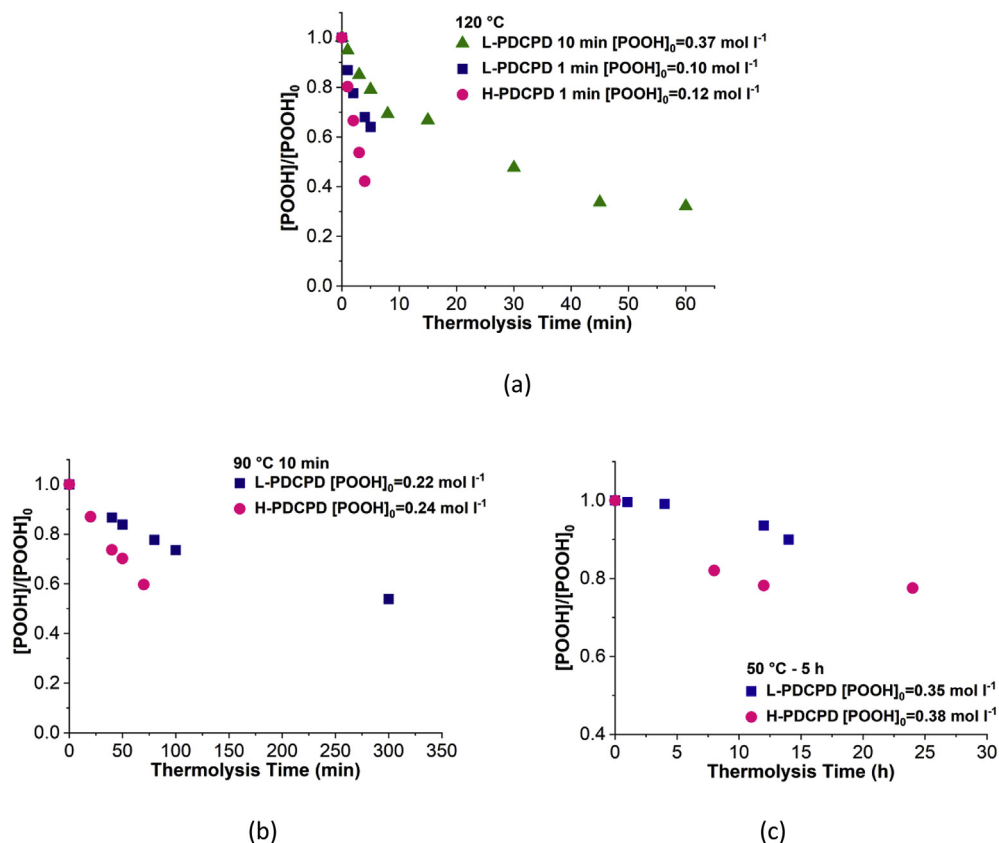 120 °C
L-PDCPD 10 min [POOH]₀=0.37 mol l⁻¹
L-PDCPD 1 min [POOH]₀=0.10 mol l⁻¹
H-PDCPD 1 min [POOH]₀=0.12 mol l⁻¹
[POOH]/[POOH]₀
1.0
0.8
0.6
0.4
0.2
0.0
0 10 20 30 40 50 60
Thermolysis Time (min)
(a)
90 °C 10 min
L-PDCPD [POOH]₀=0.22 mol l⁻¹
H-PDCPD [POOH]₀=0.24 mol l⁻¹
[POOH]/[POOH]₀
1.0
0.8
0.6
0.4
0.2
0.0
0 50 100 150 200 250 300 350
Thermolysis Time (min)
(b)
[POOH]/[POOH]₀
1.0
0.8
0.6
0.4
50 °C - 5 h
L-PDCPD [POOH]₀=0.35 mol l⁻¹
H-PDCPD [POOH]₀=0.38 mol l⁻¹
0 5 10 15 20 25 30
Thermolysis Time (h)
(c)